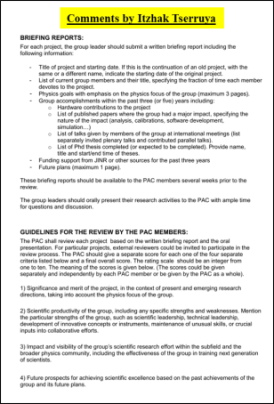 Comments by Itzhak Tserruya
BRIEFING REPORTS:
For each project, the group leader should submit a written briefing report including the
following information:
- Title of project and starting date. If this is the continuation of an old project, with the
same or a different name, indicate the starting date of the original project.
- List of current group members and their title, specifying the fraction of time each member
devotes to the project.
- Physics goals with emphasis on the physics focus of the group (maximum 3 pages).
- Group accomplishments within the past three (or five) years including:
o Hardware contributions to the project
o List of published papers where the group had a major impact, specifying the
nature of the impact (analysis, calibrations, software development,
simulation…)
o List of talks given by members of the group at international meetings (list
separately invited plenary talks and contributed parallel talks).
o List of Phd thesis completed (or expected to be completed). Provide name,
title and start/end time of theses.
- Funding support from JINR or other sources for the past three years
- Future plans (maximum 1 page).
These briefing reports should be available to the PAC members several weeks prior to the
review.
The group leaders should orally present their research activities to the PAC with ample time
for questions and discussion.
GUIDELINES FOR THE REVIEW BY THE PAC MEMBERS:
The PAC shall review each project based on the written briefing report and the oral
presentation. For particular projects, external reviewers could be invited to participate in the
review process. The PAC should give a separate score for each one of the four separate
criteria listed below and a final overall score. The rating scale should be an integer from
one to ten. The meaning of the scores is given below. (The scores could be given
separately and independently by each PAC member or be given by the PAC as a whole).
1) Significance and merit of the project, in the context of present and emerging research
directions, taking into account the physics focus of the group.
2) Scientific productivity of the group, including any specific strengths and weaknesses. Mention
the particular strengths of the group, such as scientific leadership, technical leadership,
development of innovative concepts or instruments, maintenance of unusual skills, or crucial
inputs into collaborative efforts.
3) Impact and visibility of the group's scientific research effort within the subfield and the
broader physics community, including the effectiveness of the group in training next generation
of scientists.
4) Future prospects for achieving scientific excellence based on the past achievements of the
group and its future plans.